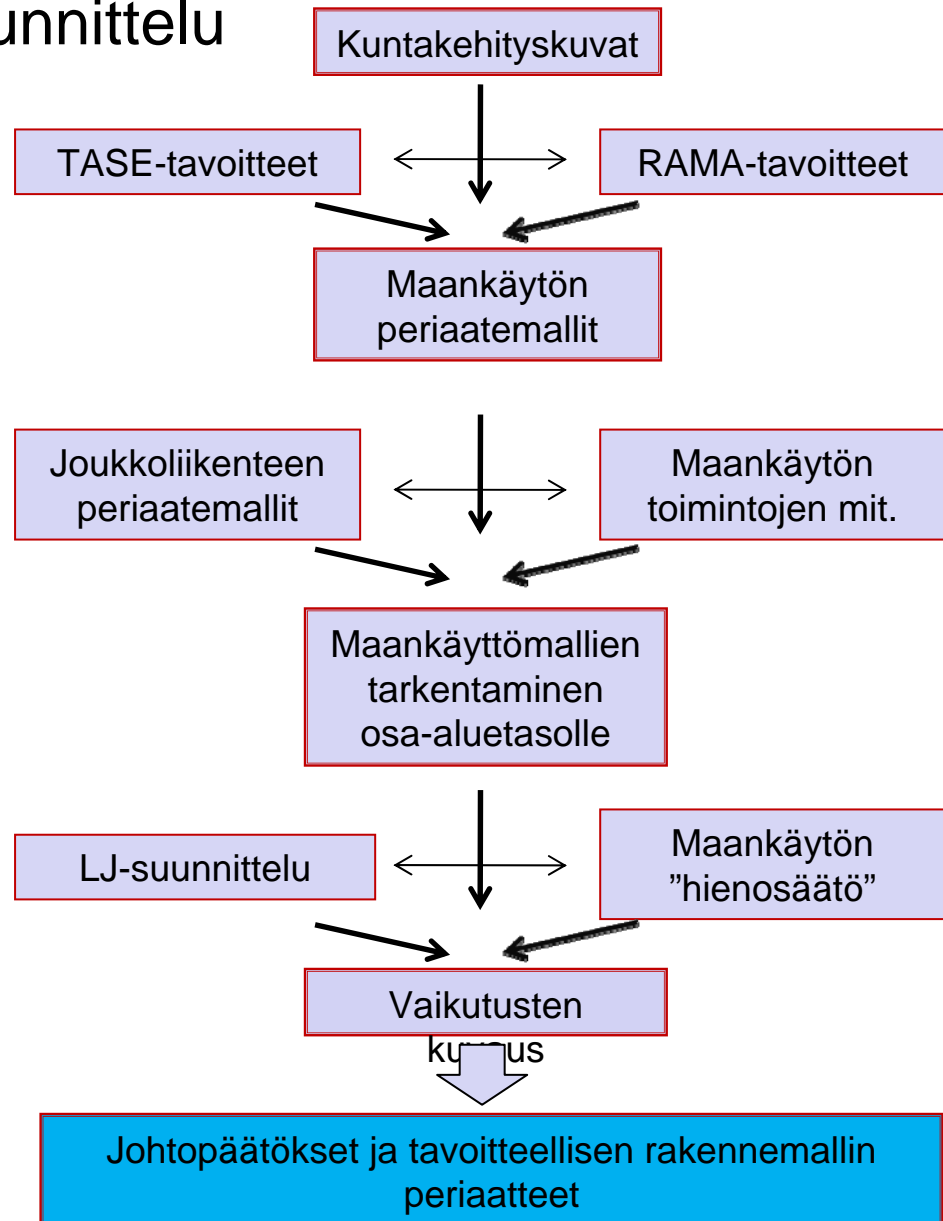 unnittelu
Kuntakehityskuvat
TASE-tavoitteet
RAMA-tavoitteet
Maankäytön
periaatemallit
Joukkoliikenteen
periaatemallit
Maankäytön
toimintojen mit.
Maankäyttömallien
tarkentaminen
osa-aluetasolle
LJ-suunnittelu
Maankäytön
”hienosäätö”
Vaikutusten
kuvaus
Johtopäätökset ja tavoitteellisen rakennemallin
periaatteet